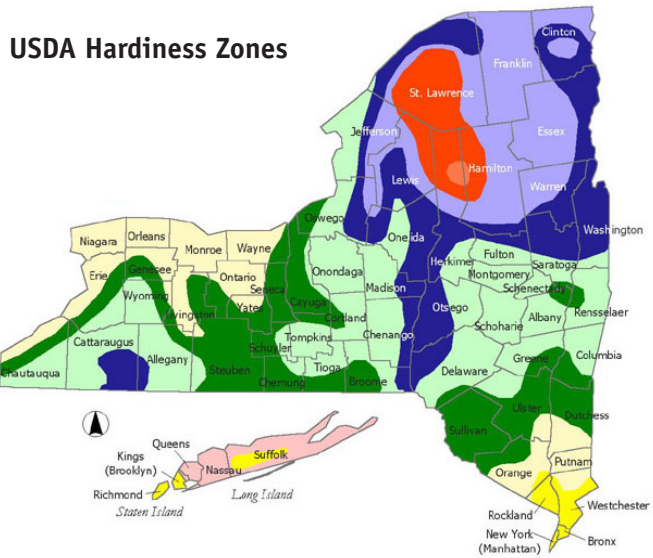 USDA Hardiness Zones
Clinton
Franklin
St. Lawrence
Jefferson
Essex
Hamilton
Lewis
Warren
Washington
Oswego
Oneida
Herkimer
Niagara
Orleans
Monroe
Wayne
Fulton
Saratoga
Erie
Genesee
Ontario
Onondaga
Montgomery
Seneca
Madison
Schenectady
Wyoming
Livingston
Yates
Cayuga
Otsego
Rensselaer
Cortland
Albany
Schoharie
Cattaraugus
Tompkins
Chenango
Schuyler
Allegany
Greene
Columbia
Chautauqua
Steuben
Tioga
Delaware
Chemung
Broome
Ulster
Dutchess
Sullivan
Queens
Kings
(Brooklyn)
Nassau
Suffolk
Orange
Putnam
Richmond
Long Island
Staten Island
Rockland
Westchester
New York
(Manhattan)
Bronx